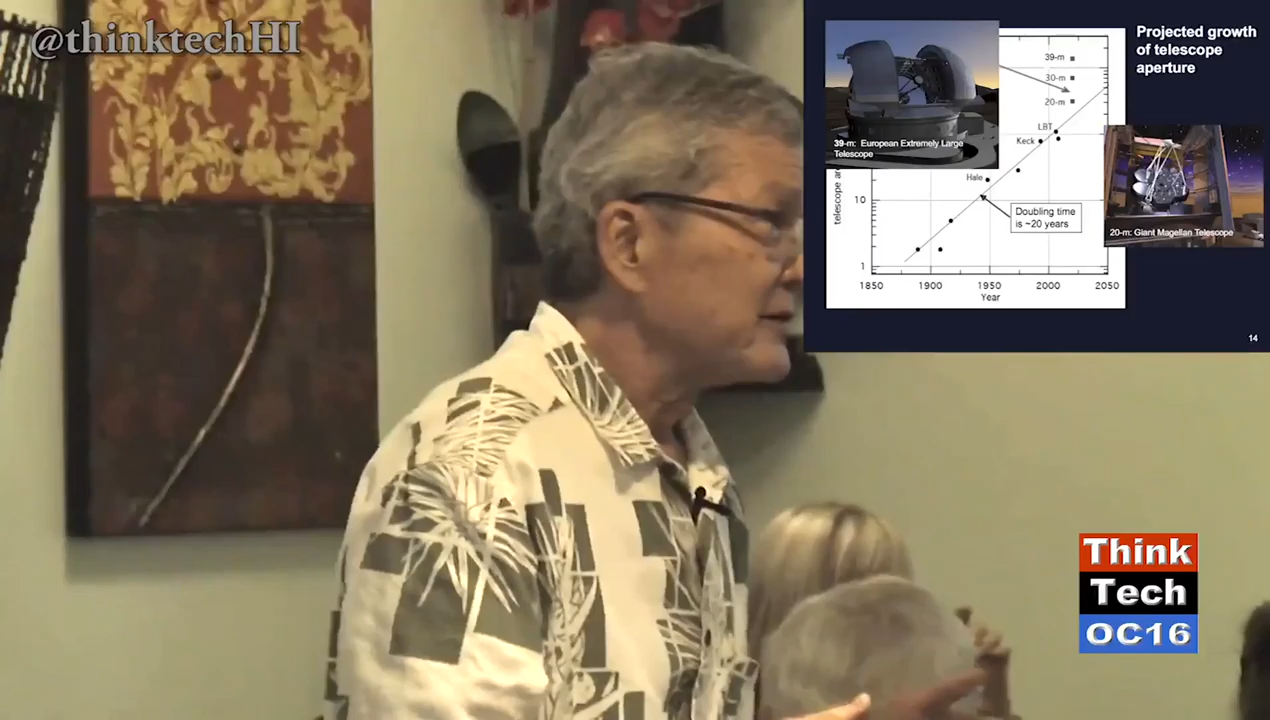 @thinktechHI
Projected growth
of telescope
aperture
39-m
30-m
20-m
LBT
Keck
Hale
39-m: European Extremely Large
Telescope
20-m: Giant Magellan Telescope
Doubling time
is ~20 years
telescope
10
1
1850
1900
1950
2000
2050
Year
14
Think
Tech
OC16